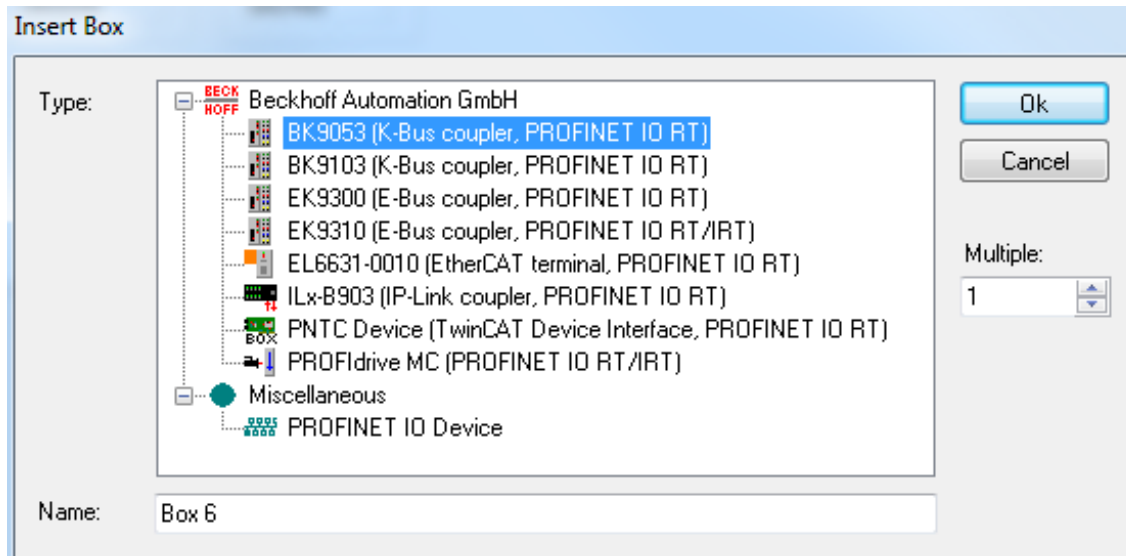 Insert Box
Type:
BECK
HOFF
Beckhoff Automation GmbH
BK9053 (K-Bus coupler, PROFINET IO RT)
BK9103 (K-Bus coupler, PROFINET IO RT)
EK9300 (E-Bus coupler, PROFINET IO RT)
EK9310 (E-Bus coupler, PROFINET IO RT/IRT)
EL6631-0010 (EtherCAT terminal, PROFINET IO RT)
ILx-B903 (IP-Link coupler, PROFINET IO RT)
BOX
PNTC Device (TwinCAT Device Interface, PROFINET IO RT)
PROFIdrive MC (PROFINET IO RT/IRT)
Miscellaneous
PROFINET IO Device
Ok
Cancel
Multiple:
1
Name:
Box 6